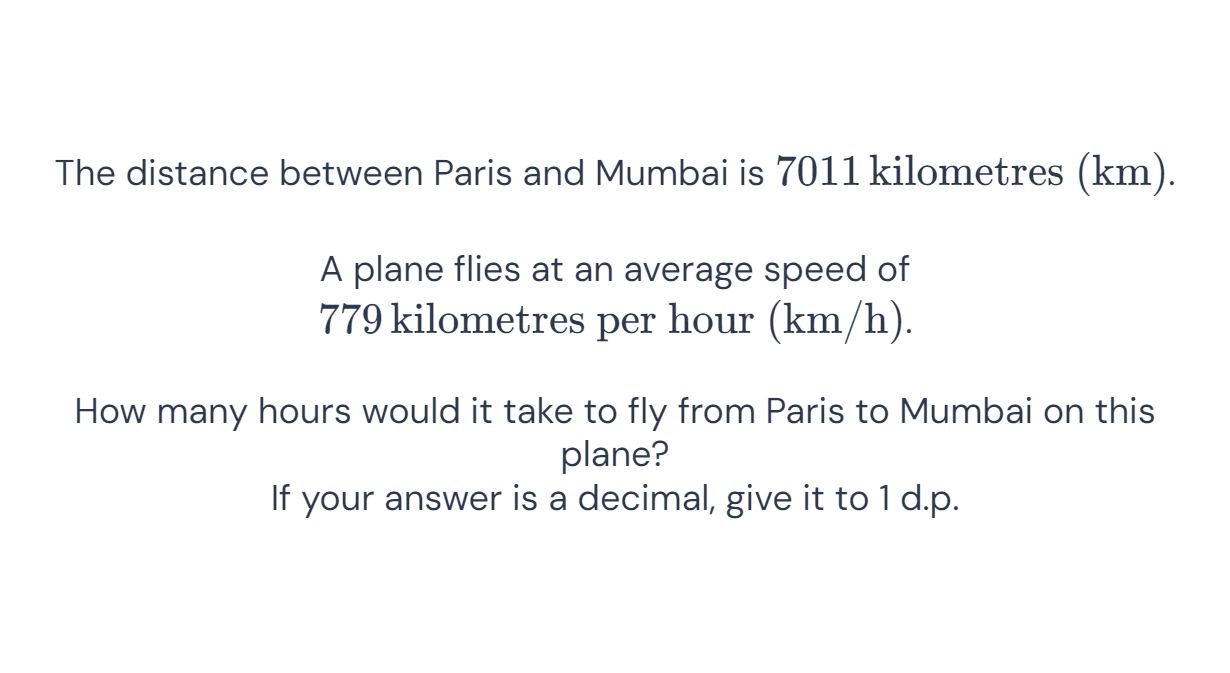 The distance between Paris and Mumbai is 7011 kilometres (km).
A plane flies at an average speed of
779 kilometres per hour (km/h).
How many hours would it take to fly from Paris to Mumbai on this
plane?
If your answer is a decimal, give it to 1 d.p.